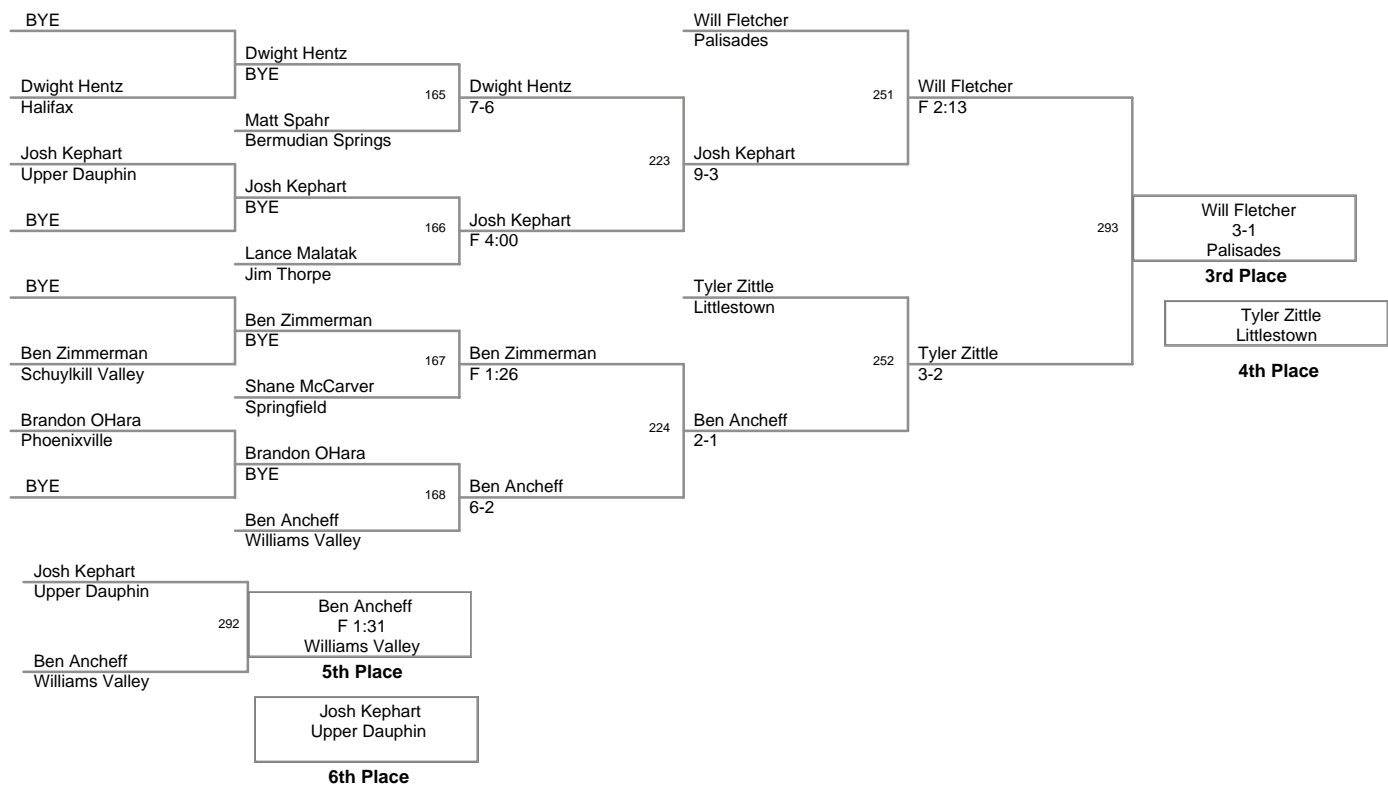 BYE
Dwight Hentz
BYE
Dwight Hentz
Halifax
165
Dwight Hentz
7-6
Matt Spahr
Bermudian Springs
Josh Kephart
Upper Dauphin
Josh Kephart
BYE
BYE
166
Josh Kephart
F 4:00
Lance Malatak
Jim Thorpe
223
Josh Kephart
9-3
Will Fletcher
Palisades
251
Will Fletcher
F 2:13
BYE
Ben Zimmerman
BYE
Ben Zimmerman
Schuylkill Valley
167
Ben Zimmerman
F 1:26
Shane McCarver
Springfield
Brandon OHara
Phoenixville
Brandon OHara
BYE
BYE
168
Ben Ancheff
6-2
Ben Ancheff
Williams Valley
224
Ben Ancheff
2-1
Tyler Zittle
Littlestown
252
Tyler Zittle
3-2
293
Will Fletcher
3-1
Palisades
3rd Place
Tyler Zittle
Littlestown
4th Place
Josh Kephart
Upper Dauphin
292
Ben Ancheff
F 1:31
Williams Valley
5th Place
Ben Ancheff
Williams Valley
Josh Kephart
Upper Dauphin
6th Place